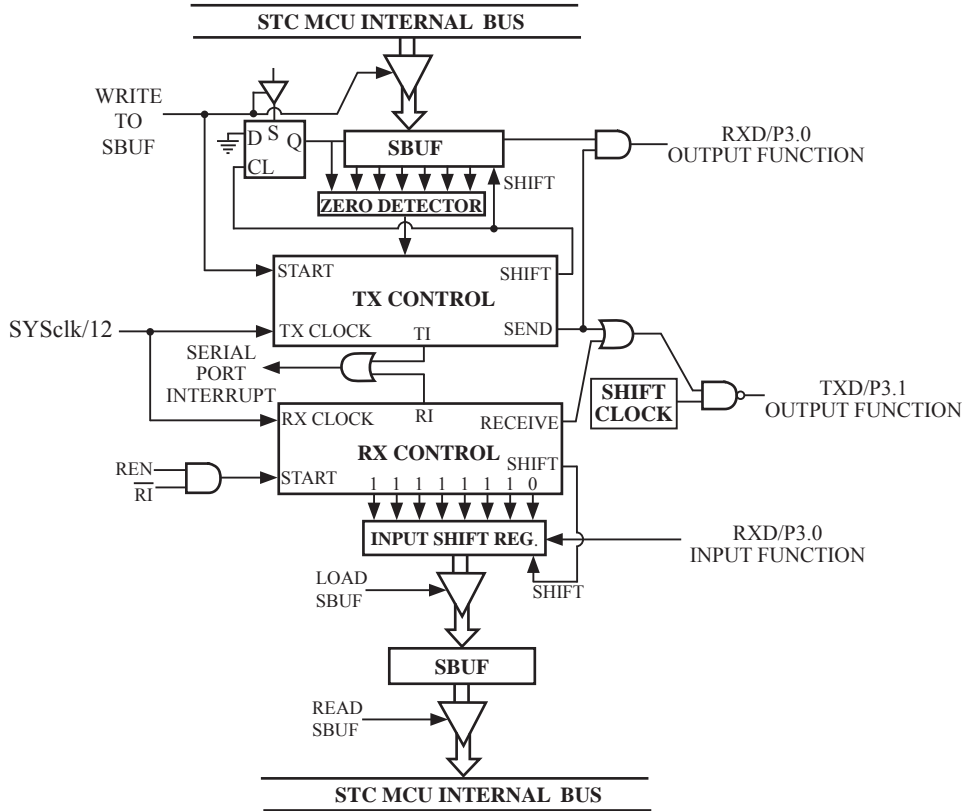 STC MCU INTERNAL BUS
WRITE
TO
SBUF
D
S
Q
CL
SBUF
RXD/P3.0
OUTPUT FUNCTION
SHIFT
ZERO DETECTOR
START
SHIFT
TX CONTROL
SYSclk/12
TX CLOCK
TI
SEND
SERIAL
PORT
INTERRUPT
SHIFT
CLOCK
TXD/P3.1
OUTPUT FUNCTION
RX CLOCK
RI
RECEIVE
RX CONTROL
SHIFT
REN
RI
START
1 1 1 1 1 1 1 0
INPUT SHIFT REG.
RXD/P3.0
INPUT FUNCTION
LOAD
SBUF
SHIFT
SBUF
READ
SBUF
STC MCU INTERNAL BUS